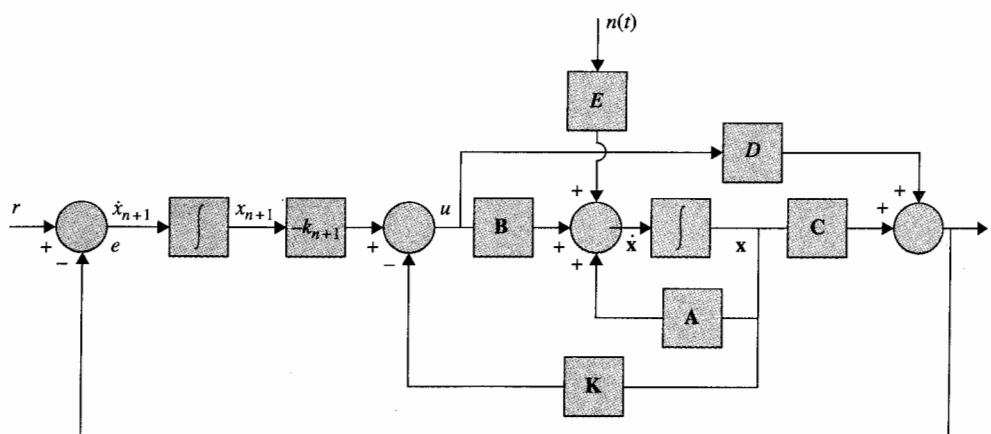 n(t)
E
D
+
+
r
ẋₙ₊₁
∫
xₙ₊₁
-kₙ₊₁
u
B
∫
C
+
+
e
+
+
ẋ
x
−
−
+
A
K